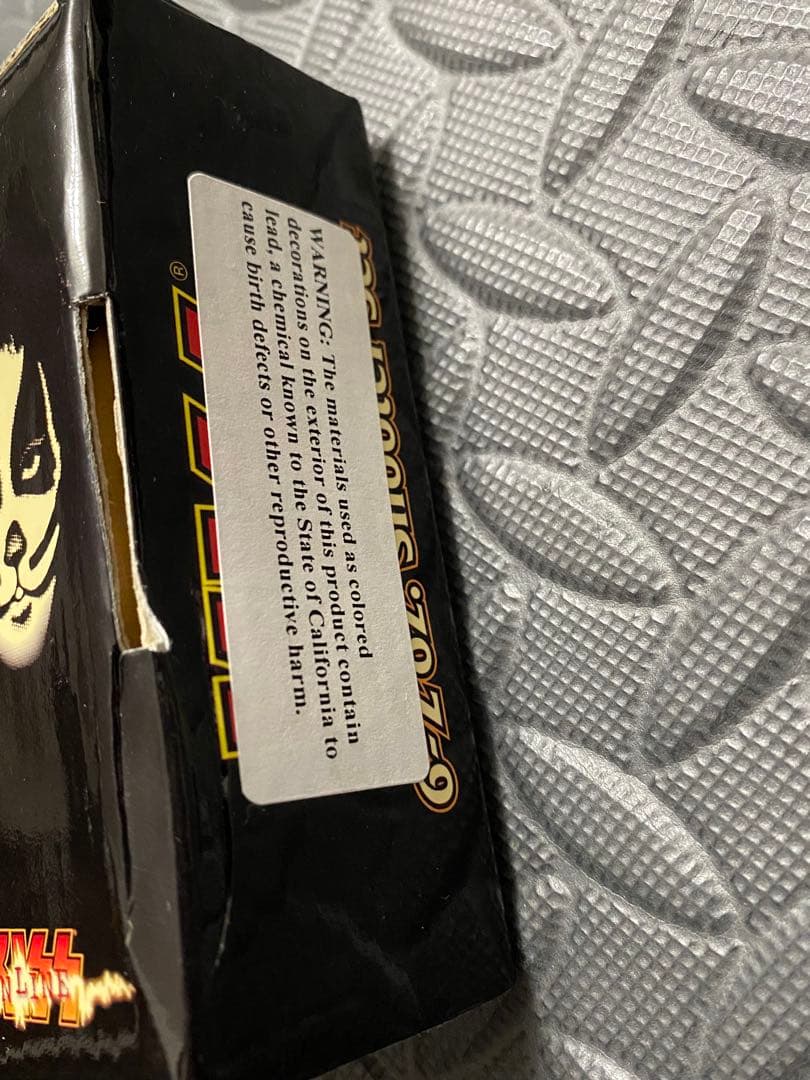 WARNING: The materials used as colored
decorations on the exterior of this product contain
lead, a chemical known to the State of California to
cause birth defects or other reproductive harm.
®